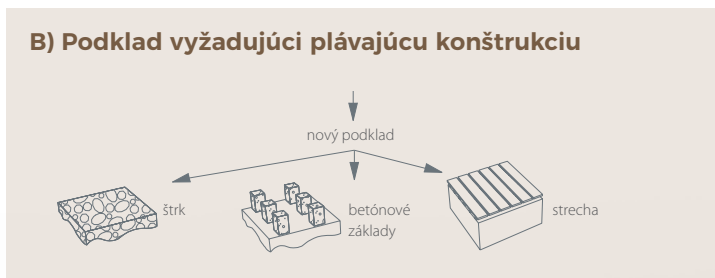 B) Podklad vyžadujúci plávajúcu konštrukciu
nový podklad
štrk
betónové
základy
strecha